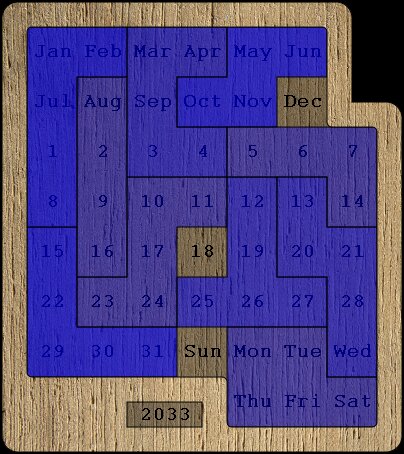 Jan Feb Mar Apr May Jun
Jul Aug Sep Oct Nov Dec
1 2 3 4 5 6 7
8 9 10 11 12 13 14
15 16 17 18 19 20 21
22 23 24 25 26 27 28
29 30 31 Sun Mon Tue Wed
Thu Fri Sat
2033